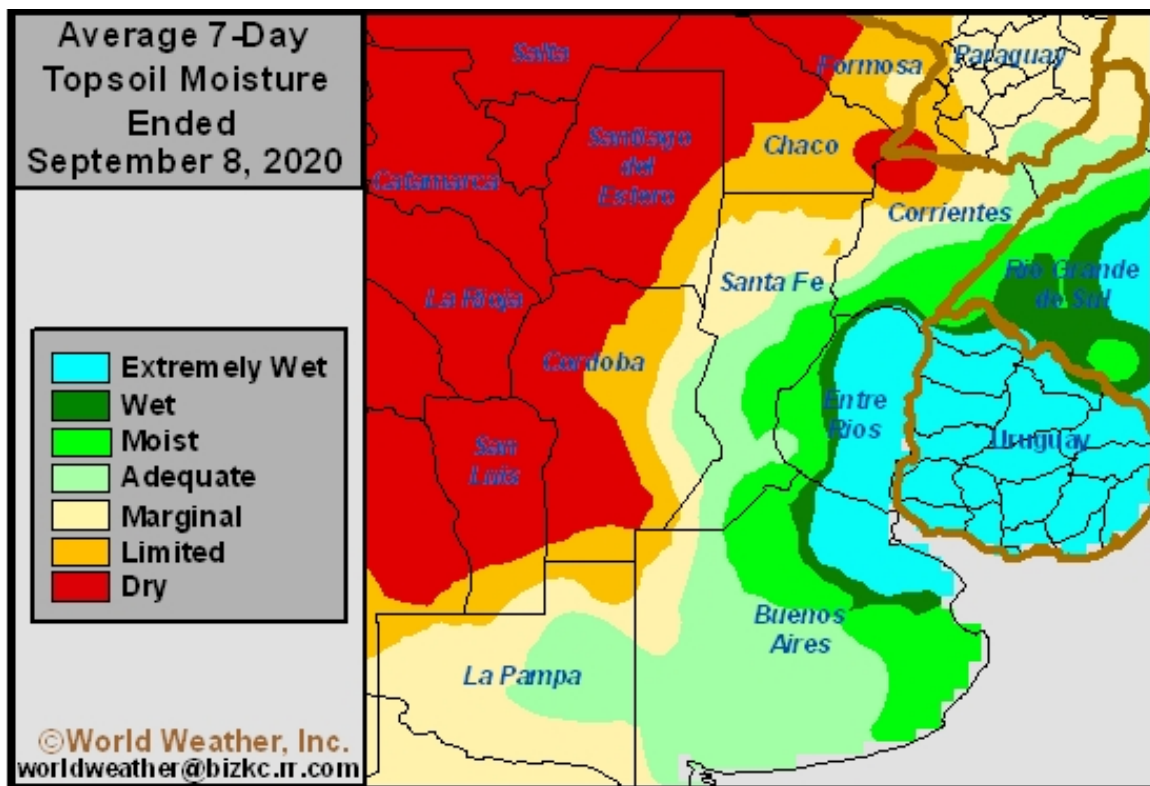 Average 7-Day
Topsoil Moisture
Ended
September 8, 2020
Extremely Wet
Wet
Moist
Adequate
Marginal
Limited
Dry
©World Weather, Inc.
worldweather@bizkc.rr.com
Salta
Formosa
Paraguay
Santiago
del
Estero
Chaco
Catamarca
Corrientes
La Rioja
Santa Fe
Rio Grande
do Sul
Cordoba
Entre
Rios
Uruguay
San
Luis
Buenos
Aires
La Pampa